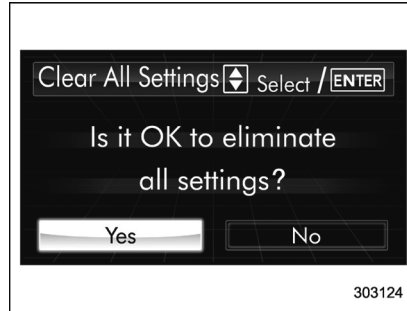 Clear All Settings Select / ENTER
Is it OK to eliminate
all settings?
Yes No
303124